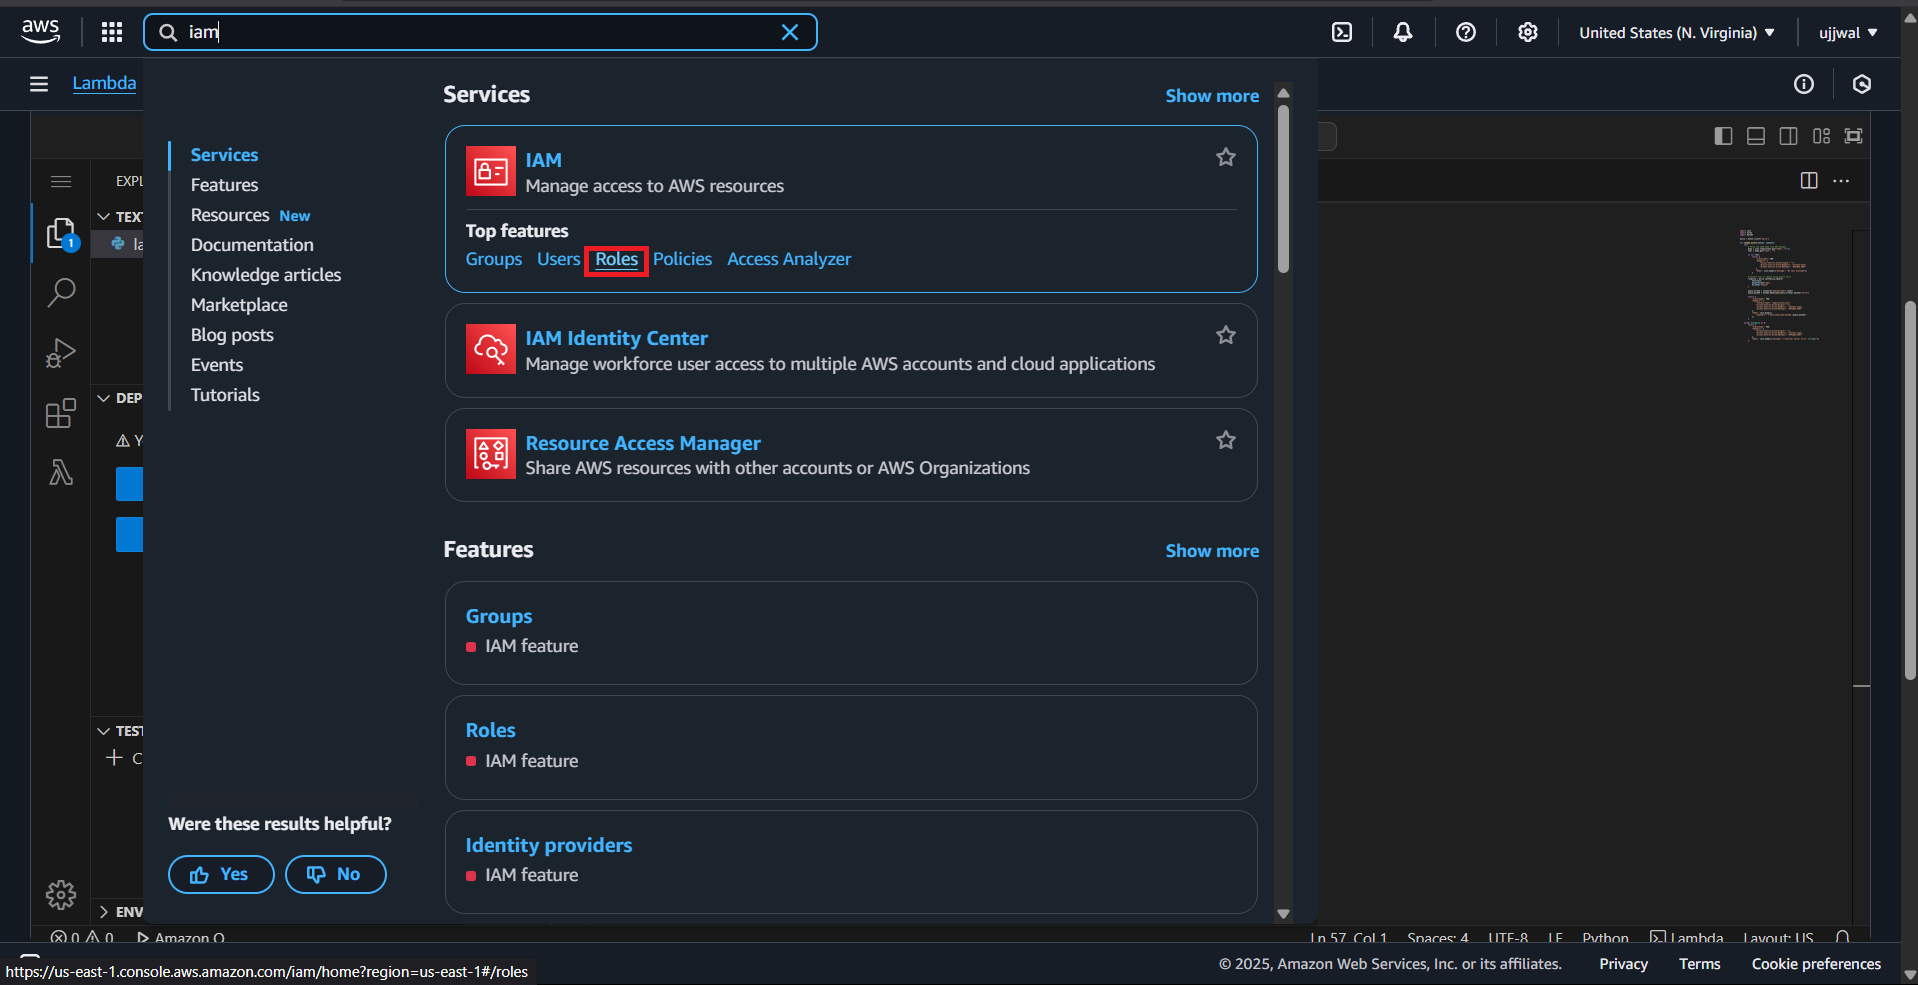 aws
iam
United States (N. Virginia)
ujjwal
Lambda
Services
Show more
Services
Features
Resources New
Documentation
Knowledge articles
Marketplace
Blog posts
Events
Tutorials
IAM
Manage access to AWS resources
Top features
Groups Users Roles Policies Access Analyzer
IAM Identity Center
Manage workforce user access to multiple AWS accounts and cloud applications
Resource Access Manager
Share AWS resources with other accounts or AWS Organizations
Features
Show more
Groups
IAM feature
Roles
IAM feature
Identity providers
IAM feature
Were these results helpful?
Yes
No
EXPL
TEXT
la
1
DEP
Y
TEST
C
ENV
0 0 Amazon Q
Ln 57, Col 1 Spaces: 4 UTF-8 LF Python Lambda Layout: US
https://us-east-1.console.aws.amazon.com/iam/home?region=us-east-1#/roles
© 2025, Amazon Web Services, Inc. or its affiliates. Privacy Terms Cookie preferences